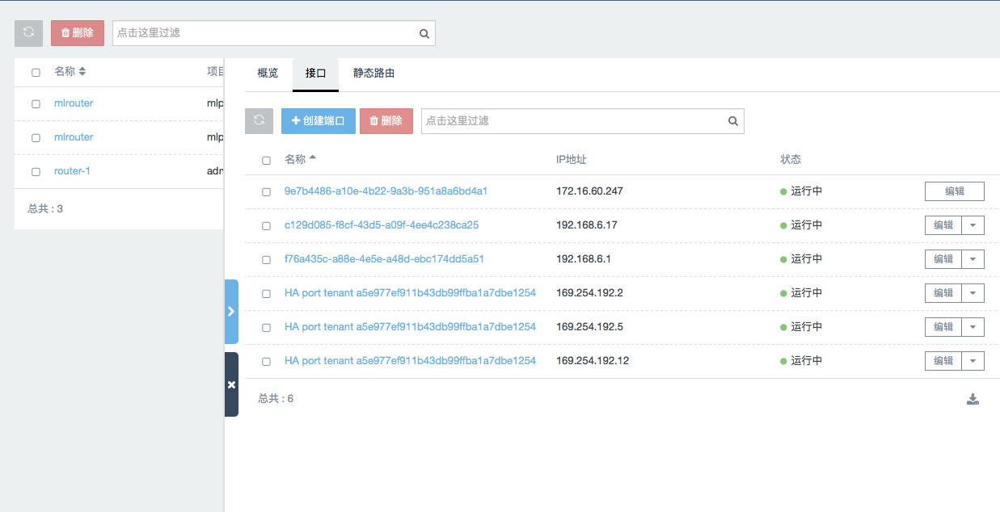 删除
点击这里过滤
名称 项目
mlrouter mlp
mlrouter mlp
router-1 adm
总共 : 3
概览 接口 静态路由
创建端口 删除 点击这里过滤
名称 IP地址 状态
9e7b4486-a10e-4b22-9a3b-951a8a6bd4a1 172.16.60.247 运行中 编辑
c129d085-f8cf-43d5-a09f-4ee4c238ca25 192.168.6.17 运行中 编辑
f76a435c-a88e-4e5e-a48d-ebc174dd5a51 192.168.6.1 运行中 编辑
HA port tenant a5e977ef911b43db99ffba1a7dbe1254 169.254.192.2 运行中 编辑
HA port tenant a5e977ef911b43db99ffba1a7dbe1254 169.254.192.5 运行中 编辑
HA port tenant a5e977ef911b43db99ffba1a7dbe1254 169.254.192.12 运行中 编辑
总共 : 6